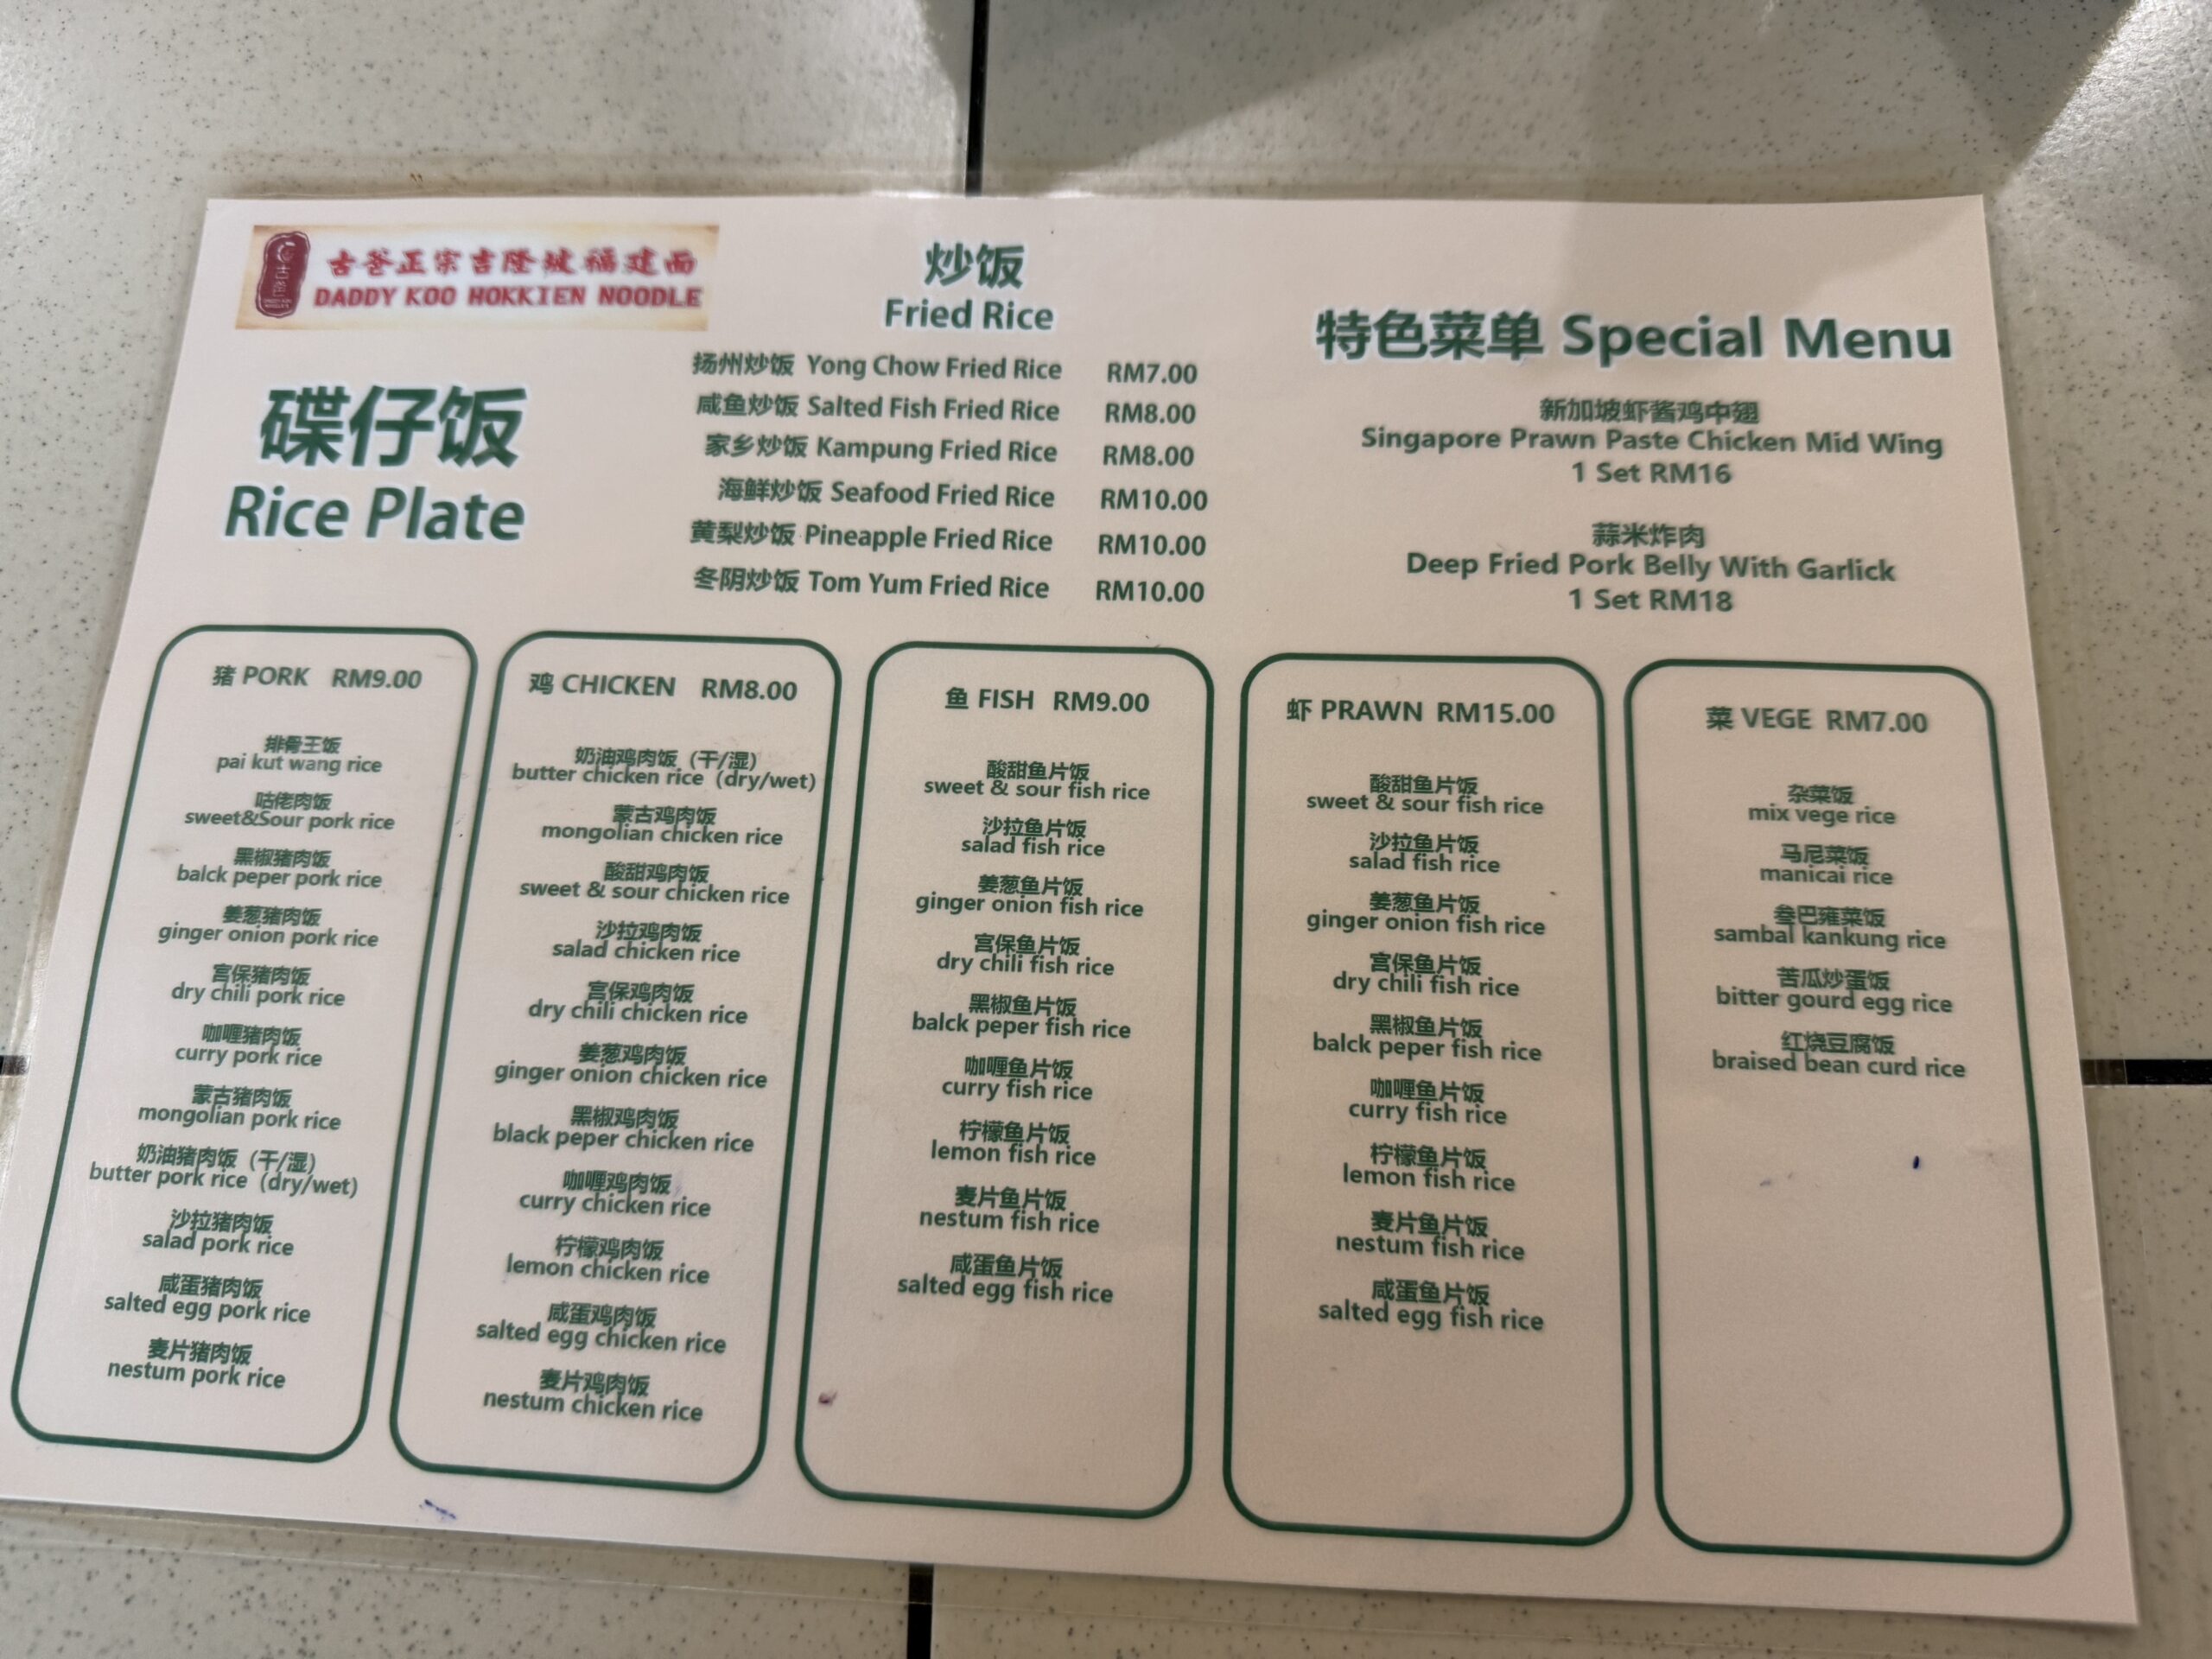 古爸正宗吉隆坡福建面
DADDY KOO HOKKIEN NOODLE
碟仔饭
Rice Plate
炒饭
Fried Rice
扬州炒饭 Yong Chow Fried Rice RM7.00
咸鱼炒饭 Salted Fish Fried Rice RM8.00
家乡炒饭 Kampung Fried Rice RM8.00
海鲜炒饭 Seafood Fried Rice RM10.00
黄梨炒饭 Pineapple Fried Rice RM10.00
冬阴炒饭 Tom Yum Fried Rice RM10.00
特色菜单 Special Menu
新加坡虾酱鸡中翅
Singapore Prawn Paste Chicken Mid Wing
1 Set RM16
蒜米炸肉
Deep Fried Pork Belly With Garlick
1 Set RM18
猪 PORK RM9.00
排骨王饭
pai kut wang rice
咕佬肉饭
sweet&Sour pork rice
黑椒猪肉饭
balck peper pork rice
姜葱猪肉饭
ginger onion pork rice
宫保猪肉饭
dry chili pork rice
咖喱猪肉饭
curry pork rice
蒙古猪肉饭
mongolian pork rice
奶油猪肉饭（干/湿）
butter pork rice（dry/wet）
沙拉猪肉饭
salad pork rice
咸蛋猪肉饭
salted egg pork rice
麦片猪肉饭
nestum pork rice
鸡 CHICKEN RM8.00
奶油鸡肉饭（干/湿）
butter chicken rice（dry/wet）
蒙古鸡肉饭
mongolian chicken rice
酸甜鸡肉饭
sweet & sour chicken rice
沙拉鸡肉饭
salad chicken rice
宫保鸡肉饭
dry chili chicken rice
姜葱鸡肉饭
ginger onion chicken rice
黑椒鸡肉饭
black peper chicken rice
咖喱鸡肉饭
curry chicken rice
柠檬鸡肉饭
lemon chicken rice
咸蛋鸡肉饭
salted egg chicken rice
麦片鸡肉饭
nestum chicken rice
鱼 FISH RM9.00
酸甜鱼片饭
sweet & sour fish rice
沙拉鱼片饭
salad fish rice
姜葱鱼片饭
ginger onion fish rice
宫保鱼片饭
dry chili fish rice
黑椒鱼片饭
balck peper fish rice
咖喱鱼片饭
curry fish rice
柠檬鱼片饭
lemon fish rice
麦片鱼片饭
nestum fish rice
咸蛋鱼片饭
salted egg fish rice
虾 PRAWN RM15.00
酸甜鱼片饭
sweet & sour fish rice
沙拉鱼片饭
salad fish rice
姜葱鱼片饭
ginger onion fish rice
宫保鱼片饭
dry chili fish rice
黑椒鱼片饭
balck peper fish rice
咖喱鱼片饭
curry fish rice
柠檬鱼片饭
lemon fish rice
麦片鱼片饭
nestum fish rice
咸蛋鱼片饭
salted egg fish rice
菜 VEGE RM7.00
杂菜饭
mix vege rice
马尼菜饭
manicai rice
叁巴蕹菜饭
sambal kankung rice
苦瓜炒蛋饭
bitter gourd egg rice
红烧豆腐饭
braised bean curd rice